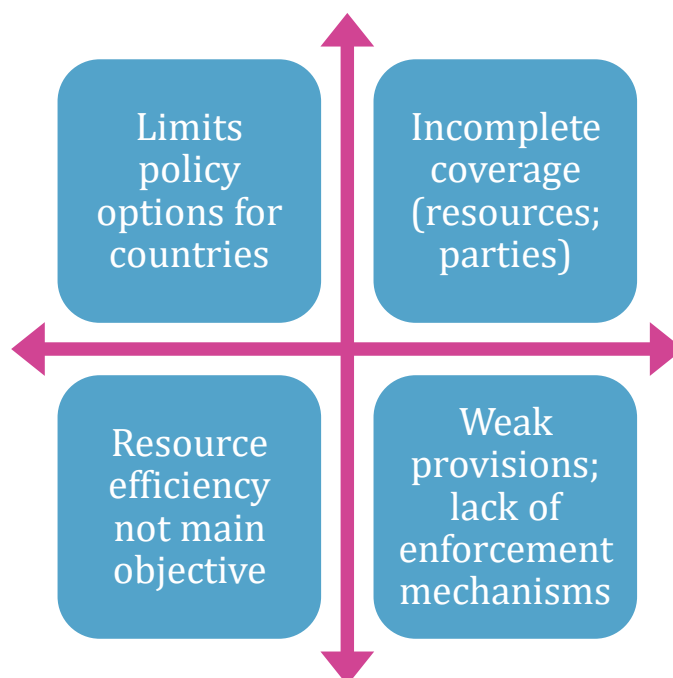 Limits
policy
options for
countries
Incomplete
coverage
(resources;
parties)
Resource
efficiency
not main
objective
Weak
provisions;
lack of
enforcement
mechanisms